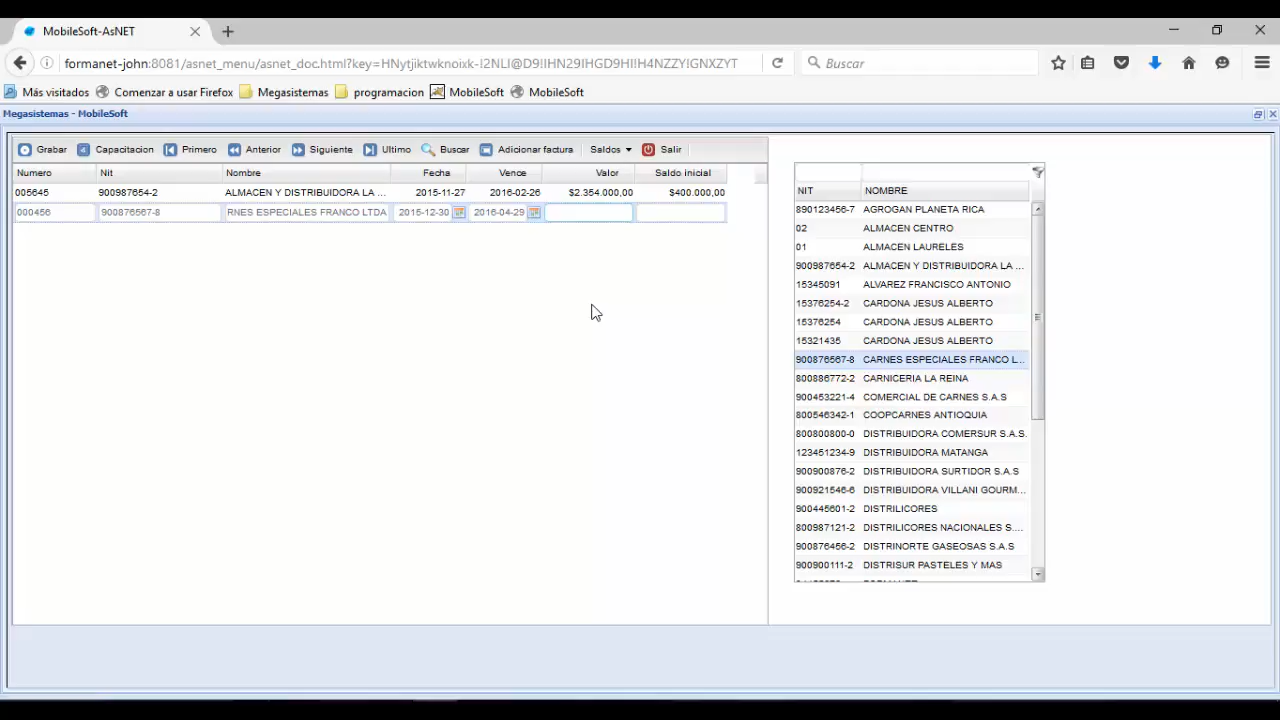 MobileSoft-AsNET
formanet-john:8081/asnet_menu/asnet_doc.html?key=HNytjiktwknoixk-!2NLI@D9!IHN29IHGD9HI!H4NZZYIGNXZYT
Buscar
Más visitados Comenzar a usar Firefox Megasistemas programacion MobileSoft MobileSoft
Megasistemas - MobileSoft
Grabar Capacitacion Primero Anterior Siguiente Ultimo Buscar Adicionar factura Saldos Salir
Numero Nit Nombre Fecha Vence Valor Saldo inicial
005645 900987654-2 ALMACEN Y DISTRIBUIDORA LA ... 2015-11-27 2016-02-26 $2.354.000,00 $400.000,00
000456 900876567-8 RNES ESPECIALES FRANCO LTDA 2015-12-30 2016-04-29
NIT NOMBRE
890123456-7 AGROGAN PLANETA RICA
02 ALMACEN CENTRO
01 ALMACEN LAURELES
900987654-2 ALMACEN Y DISTRIBUIDORA LA ...
15345091 ALVAREZ FRANCISCO ANTONIO
15376254-2 CARDONA JESUS ALBERTO
15376254 CARDONA JESUS ALBERTO
15321435 CARDONA JESUS ALBERTO
900876567-8 CARNES ESPECIALES FRANCO L...
800886772-2 CARNICERIA LA REINA
900453221-4 COMERCIAL DE CARNES S.A.S
800546342-1 COOPCARNES ANTIOQUIA
800800800-0 DISTRIBUIDORA COMERSUR S.A.S.
123451234-9 DISTRIBUIDORA MATANGA
900900876-2 DISTRIBUIDORA SURTIDOR S.A.S
900921546-6 DISTRIBUIDORA VILLANI GOURM...
900445601-2 DISTRILICORES
800987121-2 DISTRILICORES NACIONALES S....
900876456-2 DISTRINORTE GASEOSAS S.A.S
900900111-2 DISTRISUR PASTELES Y MAS